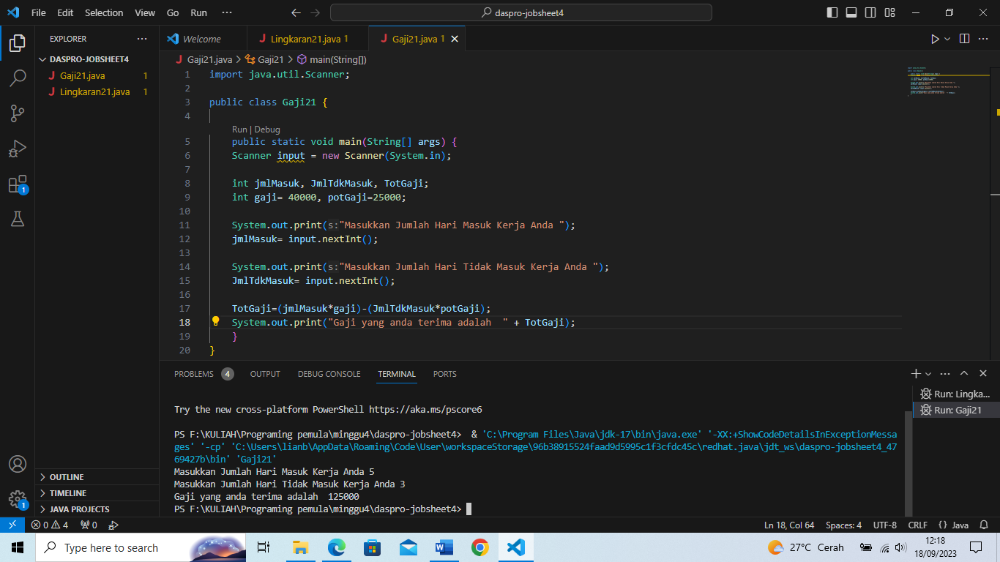 File Edit Selection View Go Run ··· daspro-jobsheet4
EXPLORER ···
DASPRO-JOBSHEET4
Gaji21.java 1
Lingkaran21.java 1
OUTLINE
TIMELINE
JAVA PROJECTS
Welcome Lingkaran21.java 1 Gaji21.java 1
Gaji21.java > Gaji21 > main(String[])
1 import java.util.Scanner;
2
3 public class Gaji21 {
4
Run | Debug
5 public static void main(String[] args) {
6 Scanner input = new Scanner(System.in);
7
8 int jmlMasuk, JmlTdkMasuk, TotGaji;
9 int gaji= 40000, potGaji=25000;
10
11 System.out.print(s:"Masukkan Jumlah Hari Masuk Kerja Anda ");
12 jmlMasuk= input.nextInt();
13
14 System.out.print(s:"Masukkan Jumlah Hari Tidak Masuk Kerja Anda ");
15 JmlTdkMasuk= input.nextInt();
16
17 TotGaji=(jmlMasuk*gaji)-(JmlTdkMasuk*potGaji);
18 System.out.print("Gaji yang anda terima adalah  " + TotGaji);
19 }
20 }
PROBLEMS 4 OUTPUT DEBUG CONSOLE TERMINAL PORTS
Try the new cross-platform PowerShell https://aka.ms/pscore6
PS F:\KULIAH\Programing pemula\minggu4\daspro-jobsheet4>  & 'C:\Program Files\Java\jdk-17\bin\java.exe' '-XX:+ShowCodeDetailsInExceptionMessa
ges' '-cp' 'C:\Users\lianb\AppData\Roaming\Code\User\workspaceStorage\96b38915524faad9d5995c1f3cfdc45c\redhat.java\jdt_ws\daspro-jobsheet4_47
69427b\bin' 'Gaji21'
Masukkan Jumlah Hari Masuk Kerja Anda 5
Masukkan Jumlah Hari Tidak Masuk Kerja Anda 3
Gaji yang anda terima adalah  125000
PS F:\KULIAH\Programing pemula\minggu4\daspro-jobsheet4>
Run: Lingka...
Run: Gaji21
1
1
0 4 0 Ln 18, Col 64 Spaces: 4 UTF-8 CRLF {} Java
Type here to search 27°C Cerah 12:18
18/09/2023